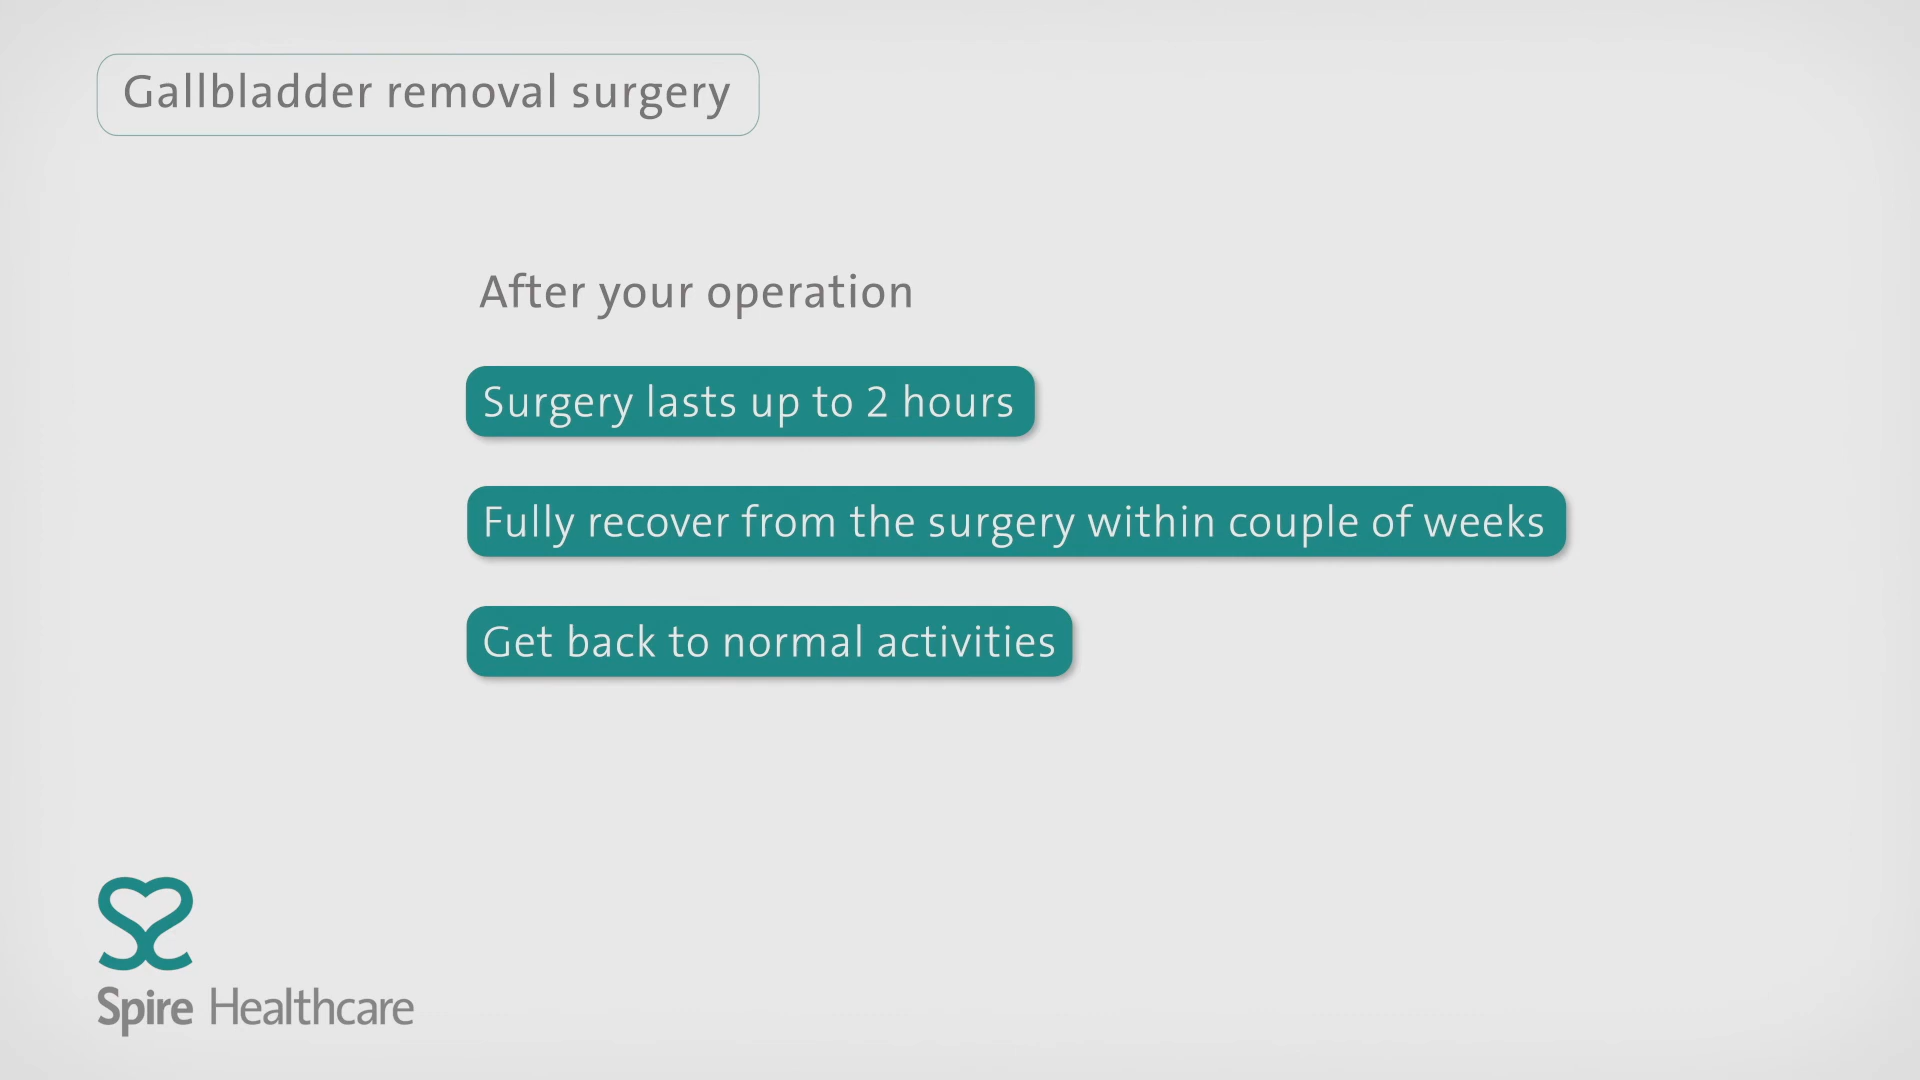 Gallbladder removal surgery
After your operation
Surgery lasts up to 2 hours
Fully recover from the surgery within couple of weeks
Get back to normal activities
Spire Healthcare